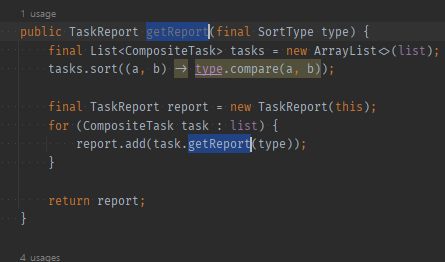 1 usage
public TaskReport getReport(final SortType type) {
    final List<CompositeTask> tasks = new ArrayList<>(list);
    tasks.sort((a, b) -> type.compare(a, b));

    final TaskReport report = new TaskReport(this);
    for (CompositeTask task : list) {
        report.add(task.getReport(type));
    }

    return report;
}
4 usages